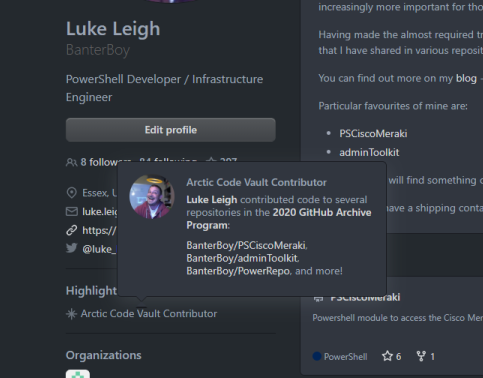 Luke Leigh
BanterBoy
PowerShell Developer / Infrastructure
Engineer
Edit profile
8 followers
Essex,
luke.leig
https://
@luke_
Highlight
Arctic Code Vault Contributor
Organizations
Arctic Code Vault Contributor
Luke Leigh contributed code to several
repositories in the 2020 GitHub Archive
Program:
BanterBoy/PSCiscoMeraki,
BanterBoy/adminToolkit,
BanterBoy/PowerRepo, and more!
increasingly more important for tho
Having made the almost required tr
that I have shared in various reposit
You can find out more on my blog -
Particular favourites of mine are:
• PSCiscoMeraki
• adminToolkit
will find something o
have a shipping conta
PSCiscoMeraki
Powershell module to access the Cisco Mer
PowerShell 6 1